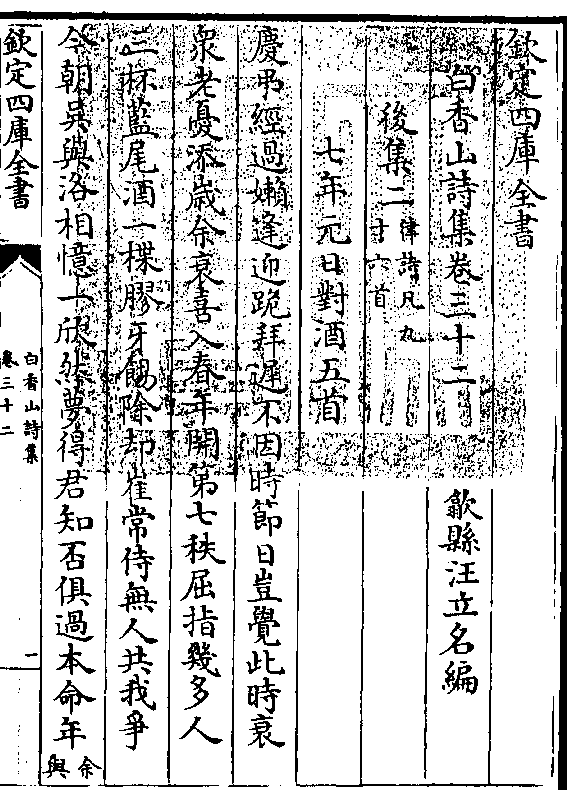 欽定四庫全書
白香山詩集卷三十二 歙縣汪立名編
後集二律詩凡九十六首
七年元日對酒五首
慶弔經過嬾逢迎跪拜遲不因時節日豈覺此時衰
衆老憂添歳余衰喜入春年開第七秩屈指幾多人
三杯藍尾酒一楪膠牙餳除却崔常侍無人共我爭
今朝吳與洛相憶一欣然夢得君知否俱過本命年余與
欽定四庫全書
白香山詩集
卷三十二
一